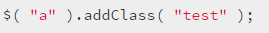 $( "a" ).addClass( "test" );